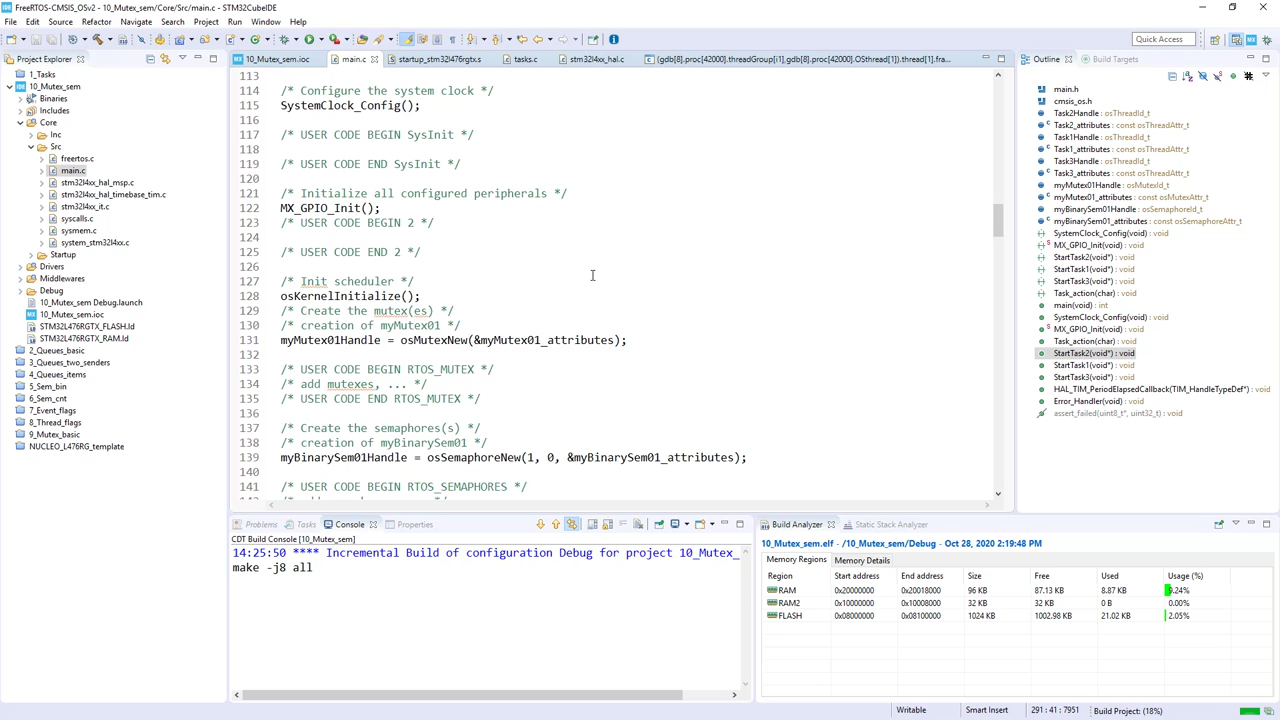 FreeRTOS-CMSIS_OSv2 - 10_Mutex_sem/Core/Src/main.c - STM32CubeIDE
File Edit Source Refactor Navigate Search Project Run Window Help
Quick Access
Project Explorer
1_Tasks
10_Mutex_sem
Binaries
Includes
Core
Inc
Src
freertos.c
main.c
stm32l4xx_hal_msp.c
stm32l4xx_hal_timebase_tim.c
stm32l4xx_it.c
syscalls.c
sysmem.c
system_stm32l4xx.c
Startup
Drivers
Middlewares
Debug
10_Mutex_sem Debug.launch
10_Mutex_sem.ioc
STM32L476RGTX_FLASH.ld
STM32L476RGTX_RAM.ld
2_Queues_basic
3_Queues_two_senders
4_Queues_items
5_Sem_bin
6_Sem_cnt
7_Event_flags
8_Thread_flags
9_Mutex_basic
NUCLEO_L476RG_template
10_Mutex_sem.ioc main.c startup_stm32l476rgtx.s tasks.c stm32l4xx_hal.c (gdb[8].proc[42000].threadGroup[i1],gdb[8].proc[42000].OSthread[1]).thread[1].fra...
113
114 /* Configure the system clock */
115 SystemClock_Config();
116
117 /* USER CODE BEGIN SysInit */
118
119 /* USER CODE END SysInit */
120
121 /* Initialize all configured peripherals */
122 MX_GPIO_Init();
123 /* USER CODE BEGIN 2 */
124
125 /* USER CODE END 2 */
126
127 /* Init scheduler */
128 osKernelInitialize();
129 /* Create the mutex(es) */
130 /* creation of myMutex01 */
131 myMutex01Handle = osMutexNew(&myMutex01_attributes);
132
133 /* USER CODE BEGIN RTOS_MUTEX */
134 /* add mutexes, ... */
135 /* USER CODE END RTOS_MUTEX */
136
137 /* Create the semaphores(s) */
138 /* creation of myBinarySem01 */
139 myBinarySem01Handle = osSemaphoreNew(1, 0, &myBinarySem01_attributes);
140
141 /* USER CODE BEGIN RTOS_SEMAPHORES */
Outline Build Targets
main.h
cmsis_os.h
Task2Handle : osThreadId_t
Task2_attributes : const osThreadAttr_t
Task1Handle : osThreadId_t
Task1_attributes : const osThreadAttr_t
Task3Handle : osThreadId_t
Task3_attributes : const osThreadAttr_t
myMutex01Handle : osMutexId_t
myMutex01_attributes : const osMutexAttr_t
myBinarySem01Handle : osSemaphoreId_t
myBinarySem01_attributes : const osSemaphoreAttr_t
SystemClock_Config(void) : void
MX_GPIO_Init(void) : void
StartTask2(void*) : void
StartTask1(void*) : void
StartTask3(void*) : void
Task_action(char) : void
main(void) : int
SystemClock_Config(void) : void
MX_GPIO_Init(void) : void
Task_action(char) : void
StartTask2(void*) : void
StartTask1(void*) : void
StartTask3(void*) : void
HAL_TIM_PeriodElapsedCallback(TIM_HandleTypeDef*) : void
Error_Handler(void) : void
assert_failed(uint8_t*, uint32_t) : void
Problems Tasks Console Properties
CDT Build Console [10_Mutex_sem]
14:25:50 **** Incremental Build of configuration Debug for project 10_Mutex_
make -j8 all
Build Analyzer Static Stack Analyzer
10_Mutex_sem.elf - /10_Mutex_sem/Debug - Oct 28, 2020 2:19:48 PM
Memory Regions Memory Details
Region Start address End address Size Free Used Usage (%)
RAM 0x20000000 0x20018000 96 KB 87.13 KB 8.87 KB 9.24%
RAM2 0x10000000 0x10008000 32 KB 32 KB 0 B 0.00%
FLASH 0x08000000 0x08100000 1024 KB 1002.98 KB 21.02 KB 2.05%
Writable Smart Insert 291 : 41 : 7951 Build Project: (18%)